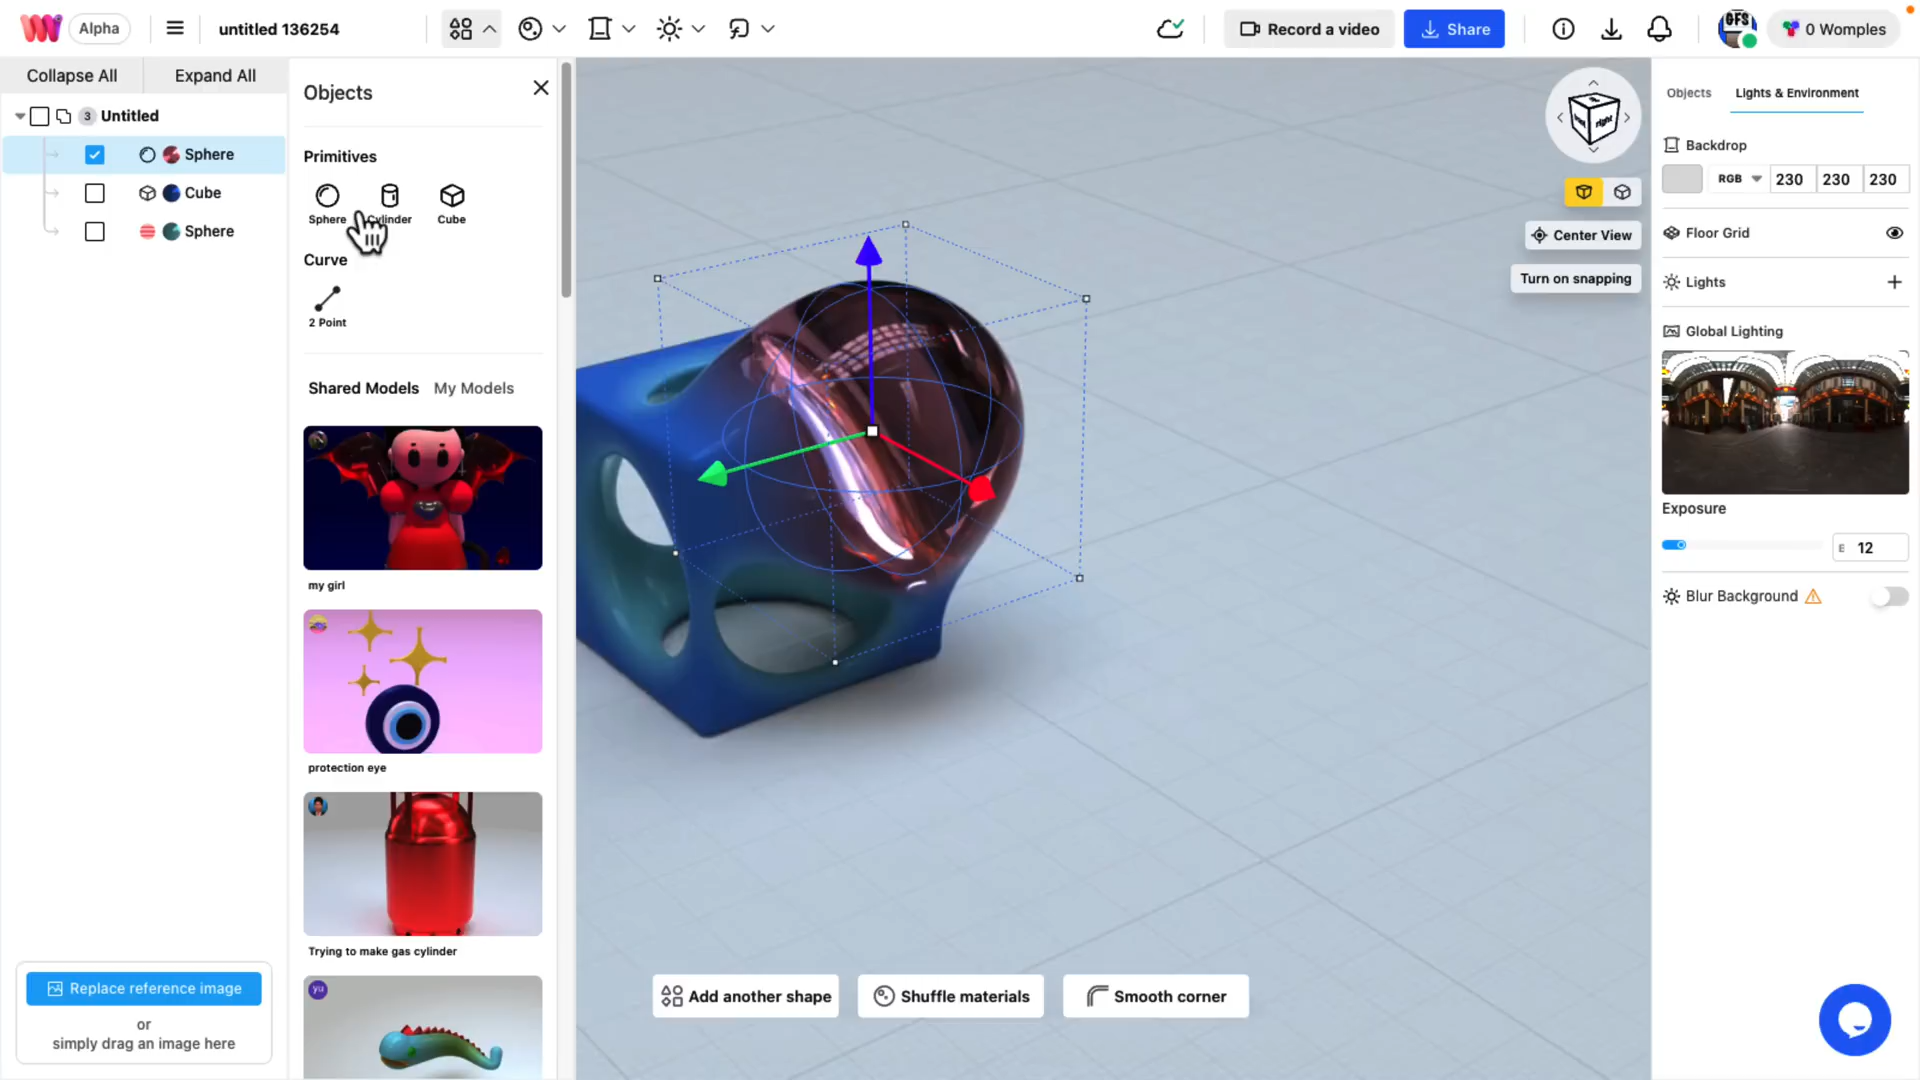 Alpha
untitled 136254
Record a video
Share
GFS
0 Womples
Collapse All
Expand All
3 Untitled
Sphere
Cube
Sphere
Objects
Primitives
Sphere
Cylinder
Cube
Curve
2 Point
Shared Models
My Models
my girl
protection eye
Trying to make gas cylinder
yu
Replace reference image
or
simply drag an image here
right
Center View
Turn on snapping
Add another shape
Shuffle materials
Smooth corner
Objects
Lights & Environment
Backdrop
RGB
230
230
230
Floor Grid
Lights
Global Lighting
Exposure
E 12
Blur Background